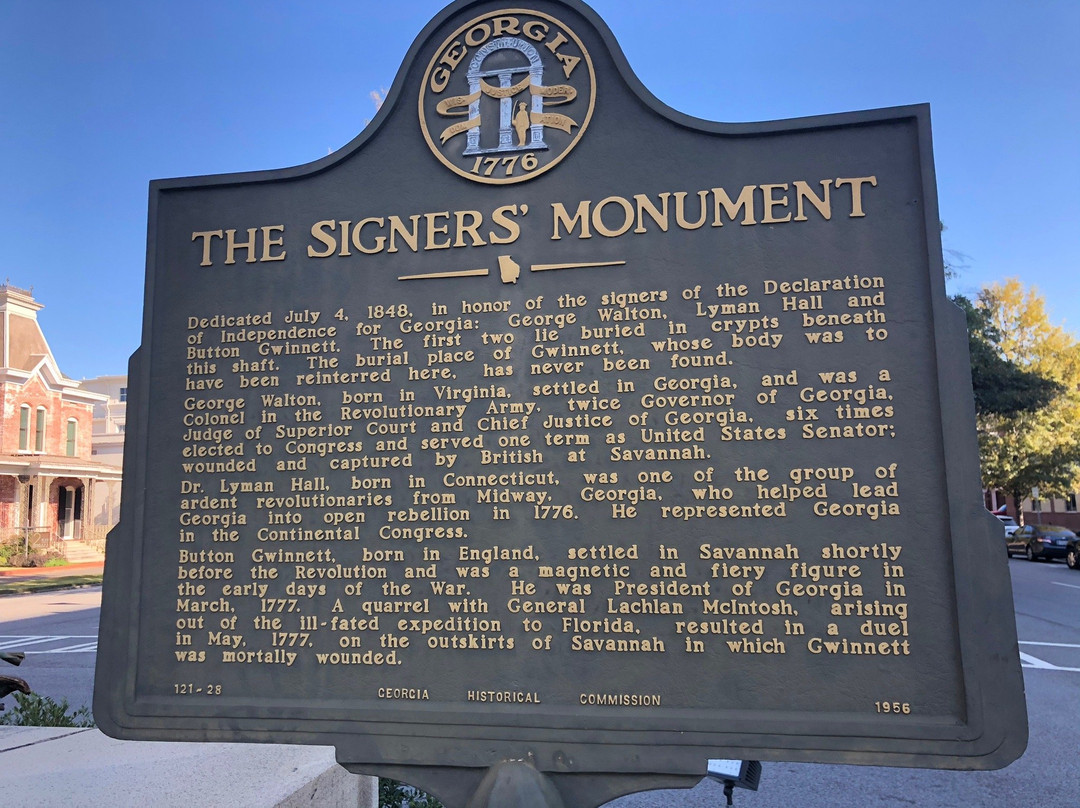 GEORGIA
CONSTITUTION
1776
THE SIGNERS' MONUMENT
Dedicated July 4, 1848, in honor of the signers of the Declaration
of Independence for Georgia: George Walton, Lyman Hall and
Button Gwinnett. The first two lie buried in crypts beneath
this shaft. The burial place of Gwinnett, whose body was to
have been reinterred here, has never been found.
George Walton, born in Virginia, settled in Georgia, and was a
Colonel in the Revolutionary Army, twice Governor of Georgia,
Judge of Superior Court and Chief Justice of Georgia, six times
elected to Congress and served one term as United States Senator;
wounded and captured by British at Savannah.
Dr. Lyman Hall, born in Connecticut, was one of the group of
ardent revolutionaries from Midway, Georgia, who helped lead
Georgia into open rebellion in 1776. He represented Georgia
in the Continental Congress.
Button Gwinnett, born in England, settled in Savannah shortly
before the Revolution and was a magnetic and fiery figure in
the early days of the War. He was President of Georgia in
March, 1777. A quarrel with General Lachlan McIntosh, arising
out of the ill-fated expedition to Florida, resulted in a duel
in May, 1777, on the outskirts of Savannah in which Gwinnett
was mortally wounded.
121-28 GEORGIA HISTORICAL COMMISSION 1956